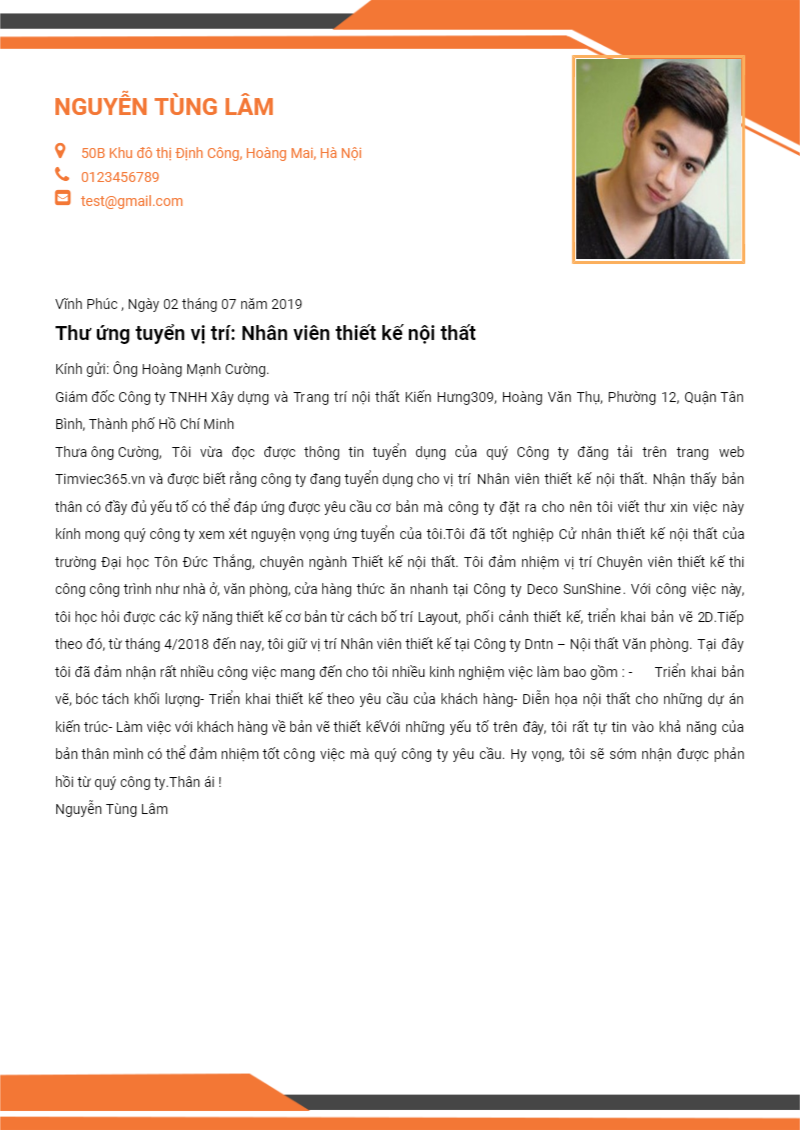 NGUYỄN TÙNG LÂM
50B Khu đô thị Định Công, Hoàng Mai, Hà Nội
0123456789
test@gmail.com
Vĩnh Phúc , Ngày 02 tháng 07 năm 2019
Thư ứng tuyển vị trí: Nhân viên thiết kế nội thất
Kính gửi: Ông Hoàng Mạnh Cường.
Giám đốc Công ty TNHH Xây dựng và Trang trí nội thất Kiến Hưng309, Hoàng Văn Thụ, Phường 12, Quận Tân
Bình, Thành phố Hồ Chí Minh
Thưa ông Cường, Tôi vừa đọc được thông tin tuyển dụng của quý Công ty đăng tải trên trang web
Timviec365.vn và được biết rằng công ty đang tuyển dụng cho vị trí Nhân viên thiết kế nội thất. Nhận thấy bản
thân có đầy đủ yếu tố có thể đáp ứng được yêu cầu cơ bản mà công ty đặt ra cho nên tôi viết thư xin việc này
kính mong quý công ty xem xét nguyện vọng ứng tuyển của tôi.Tôi đã tốt nghiệp Cử nhân thiết kế nội thất của
trường Đại học Tôn Đức Thắng, chuyên ngành Thiết kế nội thất. Tôi đảm nhiệm vị trí Chuyên viên thiết kế thi
công công trình như nhà ở, văn phòng, cửa hàng thức ăn nhanh tại Công ty Deco SunShine. Với công việc này,
tôi học hỏi được các kỹ năng thiết kế cơ bản từ cách bố trí Layout, phối cảnh thiết kế, triển khai bản vẽ 2D.Tiếp
theo đó, từ tháng 4/2018 đến nay, tôi giữ vị trí Nhân viên thiết kế tại Công ty Dntn – Nội thất Văn phòng. Tại đây
tôi đã đảm nhận rất nhiều công việc mang đến cho tôi nhiều kinh nghiệm việc làm bao gồm : - Triển khai bản
vẽ, bóc tách khối lượng- Triển khai thiết kế theo yêu cầu của khách hàng- Diễn họa nội thất cho những dự án
kiến trúc- Làm việc với khách hàng về bản vẽ thiết kếVới những yếu tố trên đây, tôi rất tự tin vào khả năng của
bản thân mình có thể đảm nhiệm tốt công việc mà quý công ty yêu cầu. Hy vọng, tôi sẽ sớm nhận được phản
hồi từ quý công ty.Thân ái !
Nguyễn Tùng Lâm